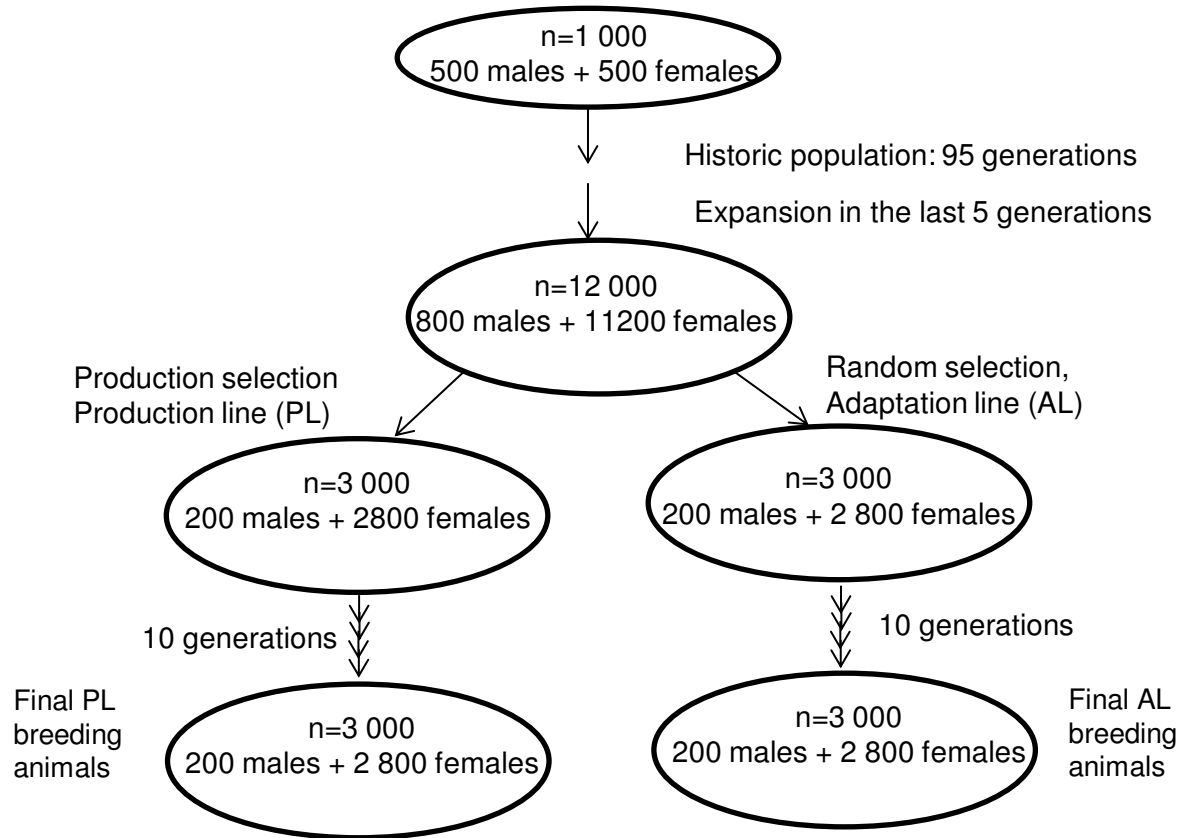 n=1 000
500 males + 500 females
Historic population: 95 generations
Expansion in the last 5 generations
n=12 000
800 males + 11200 females
Production selection
Production line (PL)
Random selection,
Adaptation line (AL)
n=3 000
200 males + 2800 females
n=3 000
200 males + 2 800 females
10 generations
10 generations
Final PL
breeding
animals
n=3 000
200 males + 2 800 females
n=3 000
200 males + 2 800 females
Final AL
breeding
animals